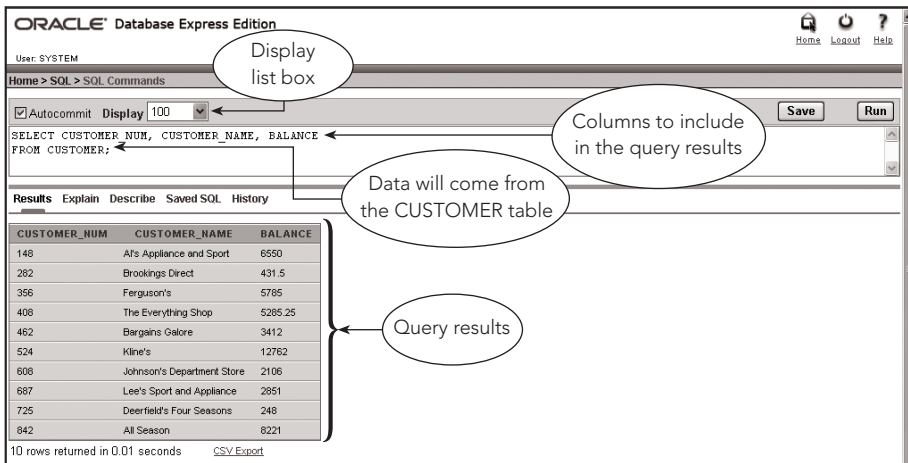 ORACLE Database Express Edition
Home Logout Help
User: SYSTEM
Display
list box
Home > SQL > SQL Commands
Autocommit Display 100
Save Run
SELECT CUSTOMER_NUM, CUSTOMER_NAME, BALANCE
FROM CUSTOMER;
Columns to include
in the query results
Data will come from
the CUSTOMER table
Results Explain Describe Saved SQL History
CUSTOMER_NUM CUSTOMER_NAME BALANCE
148 Al's Appliance and Sport 6550
282 Brookings Direct 431.5
356 Ferguson's 5785
408 The Everything Shop 5285.25
462 Bargains Galore 3412
524 Kline's 12762
608 Johnson's Department Store 2106
687 Lee's Sport and Appliance 2851
725 Deerfield's Four Seasons 248
842 All Season 8221
Query results
10 rows returned in 0.01 seconds CSV Export